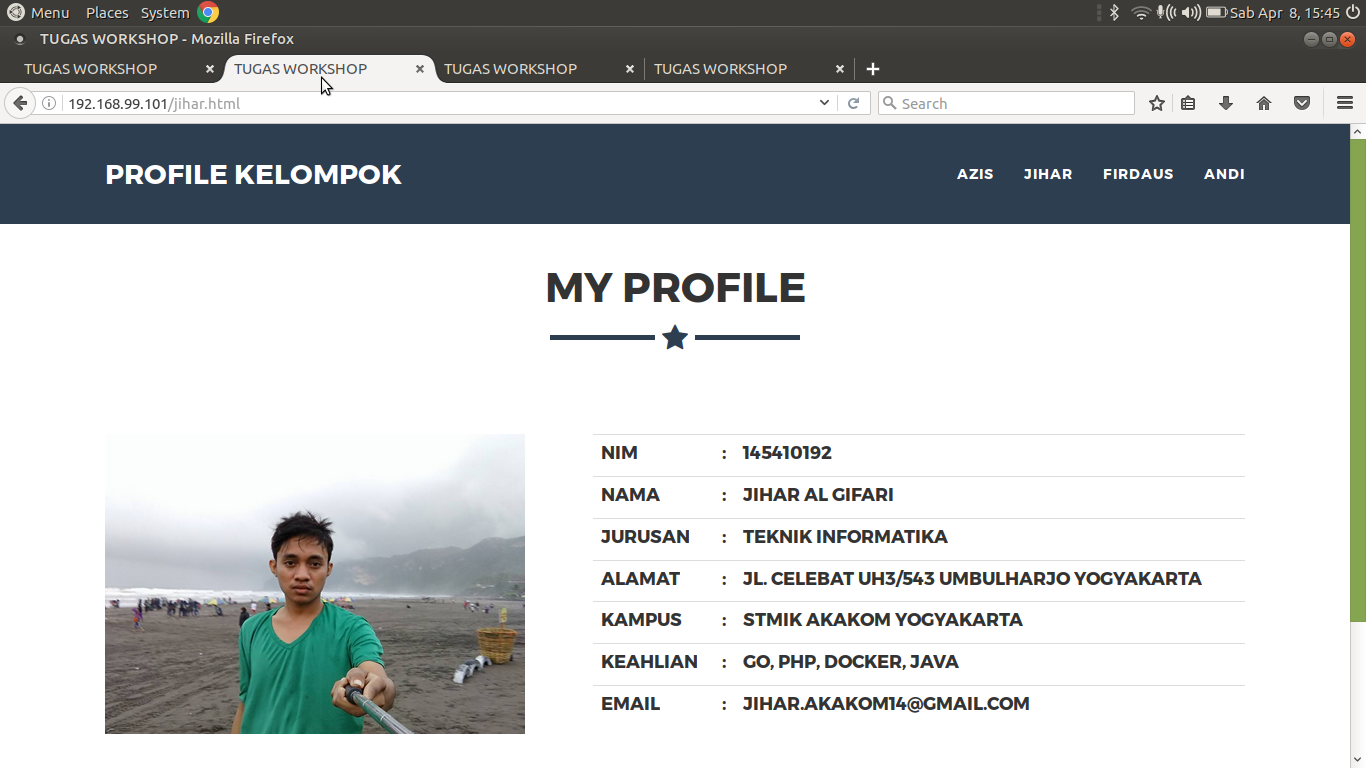 Menu Places System Sab Apr 8, 15:45
TUGAS WORKSHOP - Mozilla Firefox
TUGAS WORKSHOP TUGAS WORKSHOP TUGAS WORKSHOP TUGAS WORKSHOP
192.168.99.101/jihar.html Search
PROFILE KELOMPOK AZIS JIHAR FIRDAUS ANDI
MY PROFILE
NIM : 145410192
NAMA : JIHAR AL GIFARI
JURUSAN : TEKNIK INFORMATIKA
ALAMAT : JL. CELEBAT UH3/543 UMBULHARJO YOGYAKARTA
KAMPUS : STMIK AKAKOM YOGYAKARTA
KEAHLIAN : GO, PHP, DOCKER, JAVA
EMAIL : JIHAR.AKAKOM14@GMAIL.COM